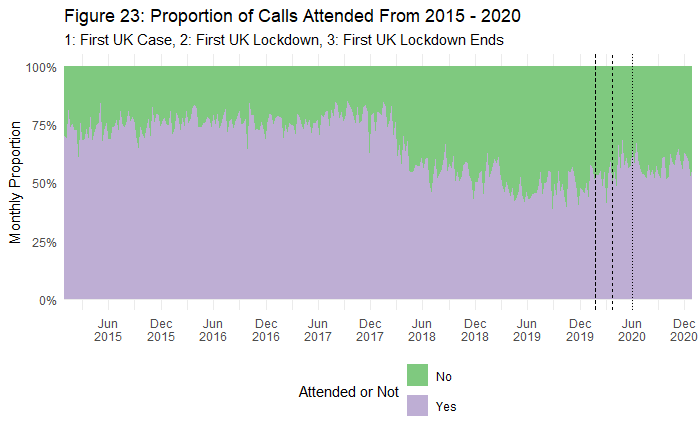 Figure 23: Proportion of Calls Attended From 2015 - 2020
1: First UK Case, 2: First UK Lockdown, 3: First UK Lockdown Ends
100%
75%
50%
25%
0%
Monthly Proportion
Jun Dec Jun Dec Jun Dec Jun Dec Jun Dec Jun Dec
2015 2015 2016 2016 2017 2017 2018 2018 2019 2019 2020 2020
Attended or Not
No
Yes